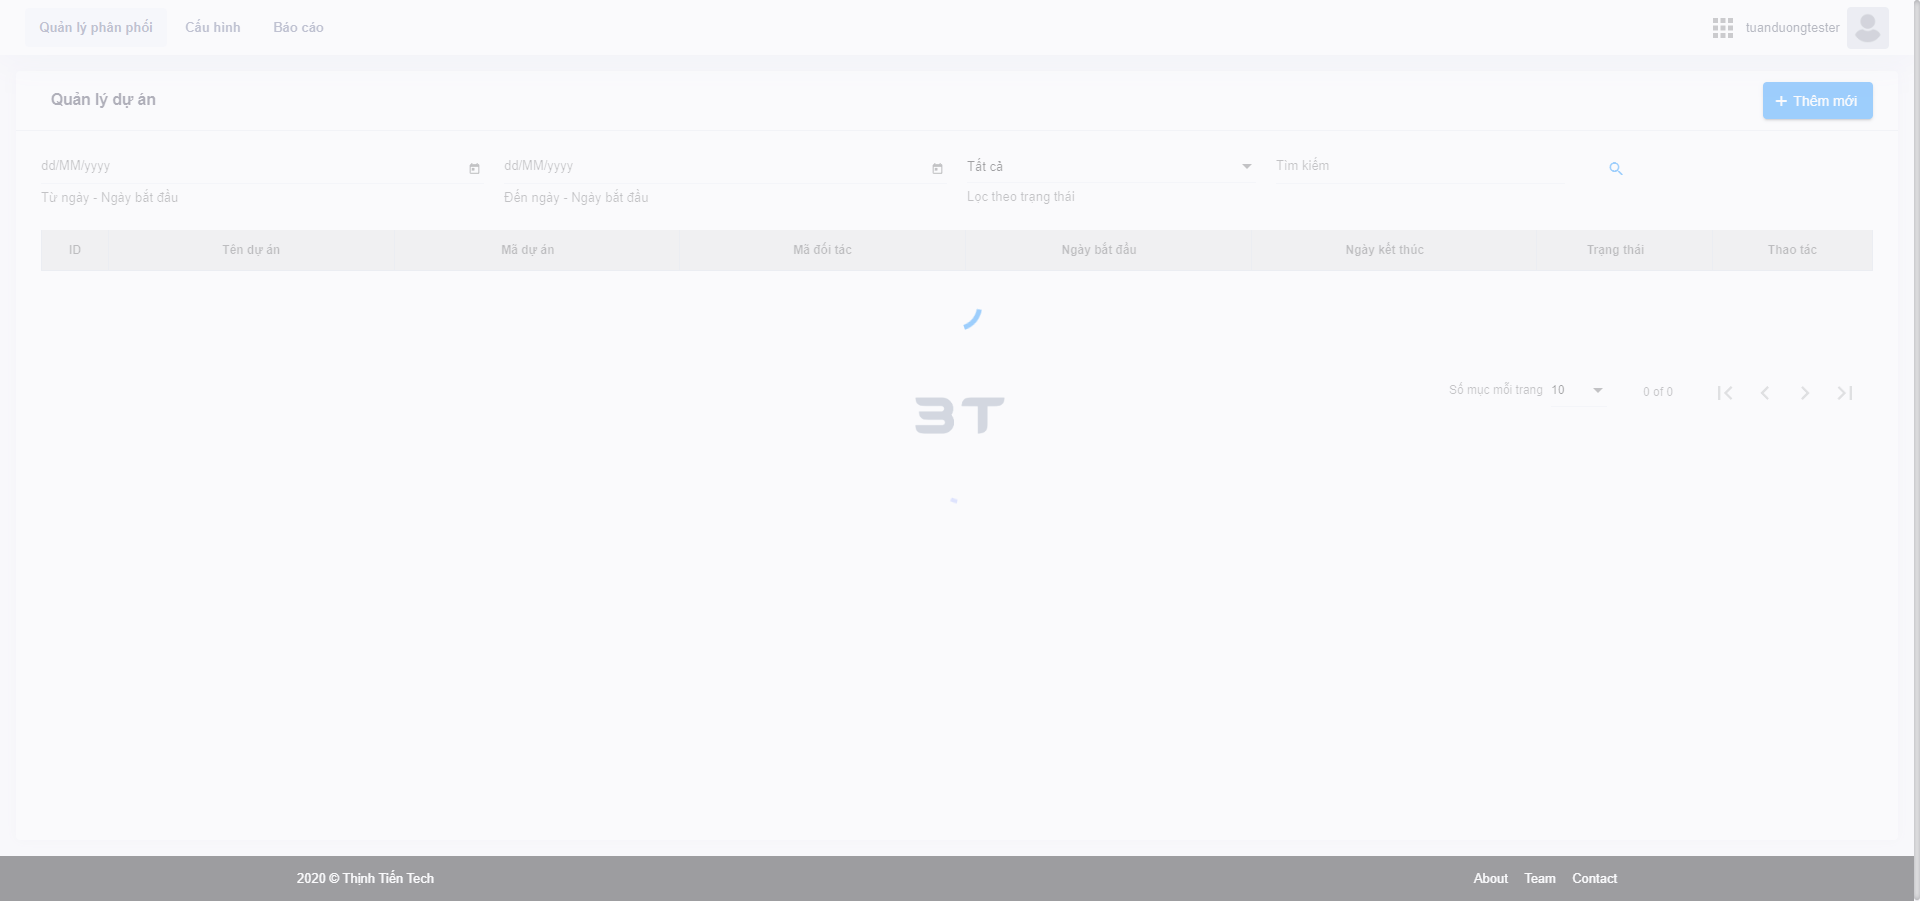 Quản lý phân phối Cấu hình Báo cáo tuanduongtester
Quản lý dự án + Thêm mới
dd/MM/yyyy dd/MM/yyyy Tất cả Tìm kiếm
Từ ngày - Ngày bắt đầu Đến ngày - Ngày bắt đầu Lọc theo trạng thái
ID Tên dự án Mã dự án Mã đối tác Ngày bắt đầu Ngày kết thúc Trạng thái Thao tác
Số mục mỗi trang 10 0 of 0
3T
2020 © Thịnh Tiến Tech About Team Contact